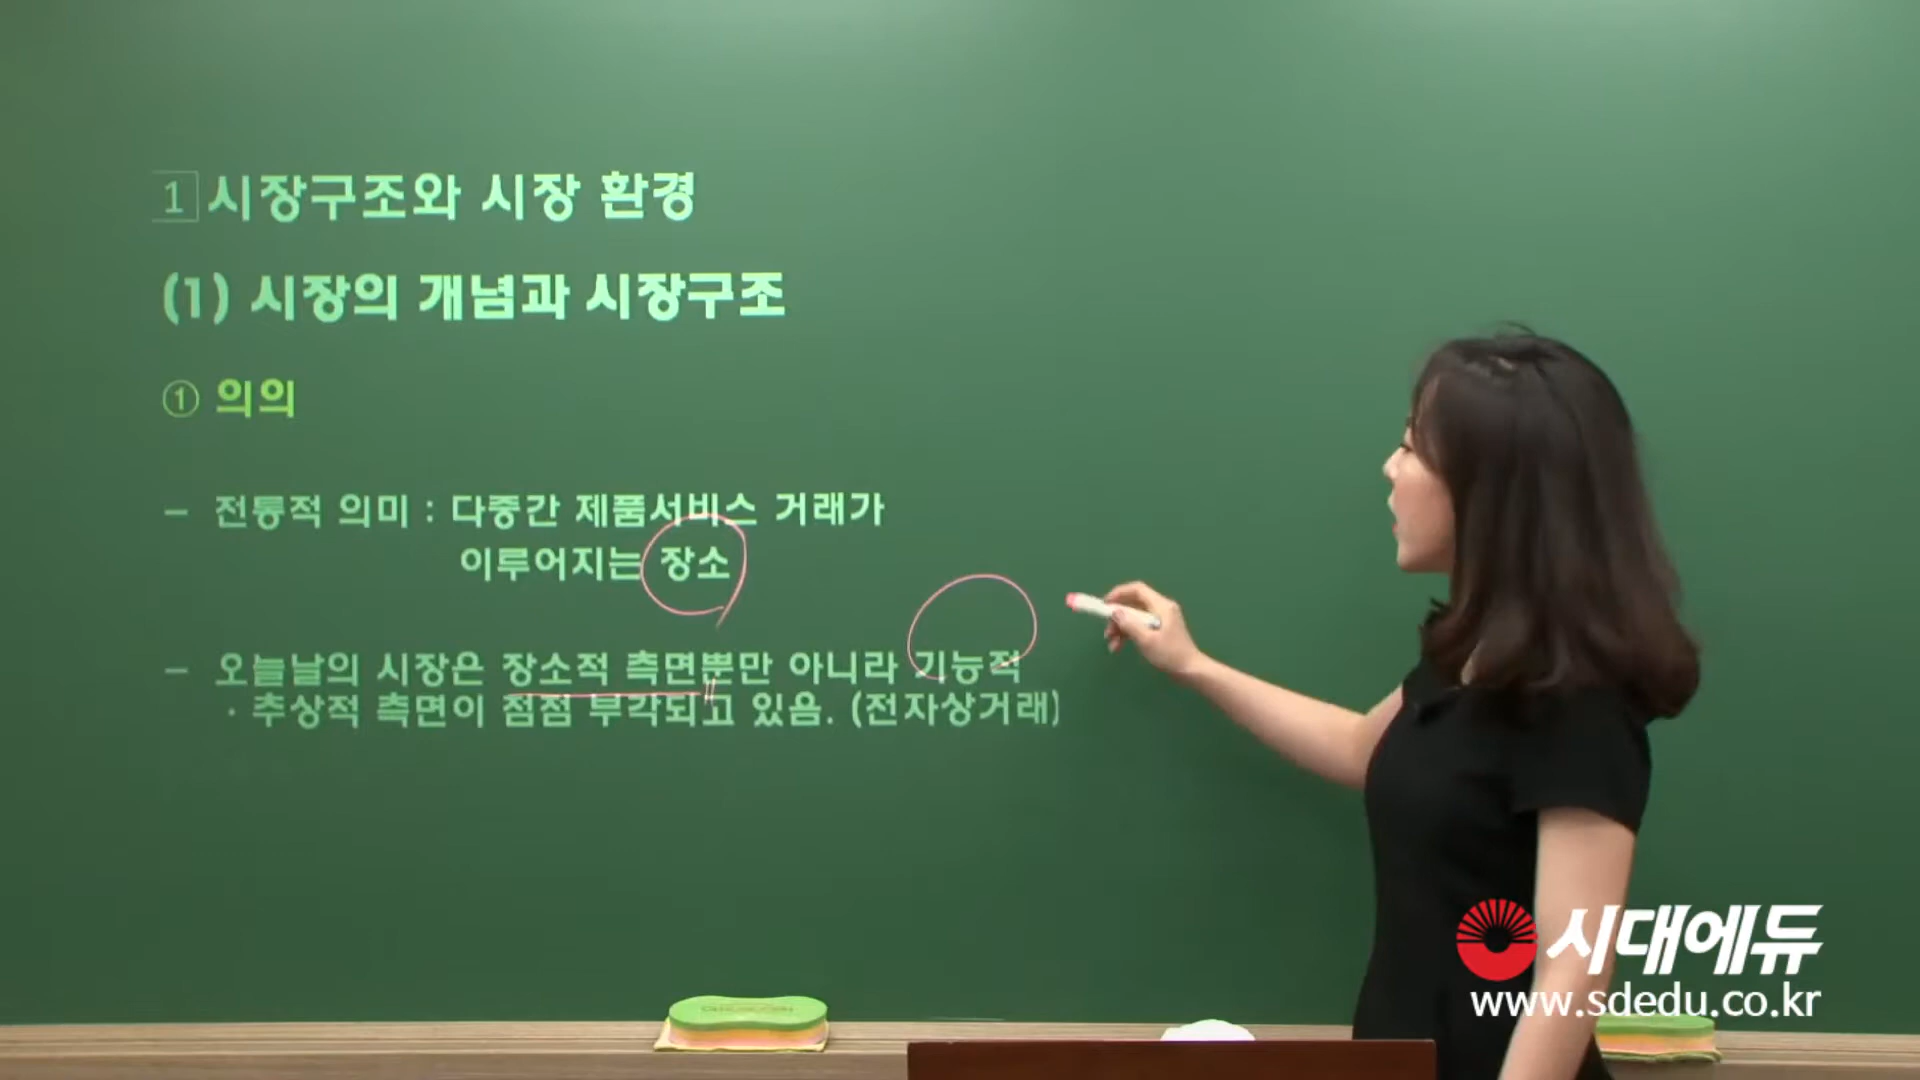 1 시장구조와 시장 환경
(1) 시장의 개념과 시장구조
① 의의
– 전통적 의미 : 다중간 제품서비스 거래가
이루어지는 장소
– 오늘날의 시장은 장소적 측면뿐만 아니라 기능적
· 추상적 측면이 점점 부각되고 있음. (전자상거래)
시대에듀
www.sdedu.co.kr